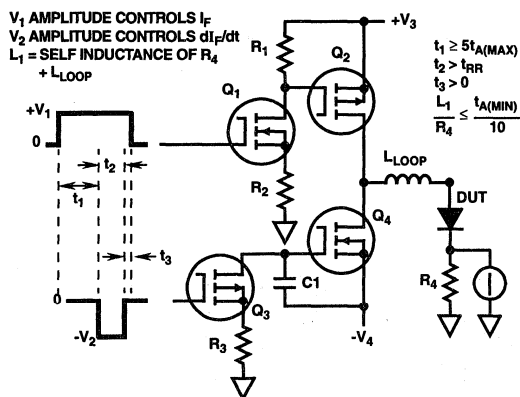 V1 AMPLITUDE CONTROLS IF
V2 AMPLITUDE CONTROLS dIF/dt
L1 = SELF INDUCTANCE OF R4
+ LLOOP
+V1
0
t2
t1
t3
0
-V2
R1
Q1
R2
Q2
+V3
t1 ≥ 5tA(MAX)
t2 > tRR
t3 > 0
L1/R4 ≤ tA(MIN)/10
LLOOP
DUT
Q4
C1
Q3
R3
R4
-V4